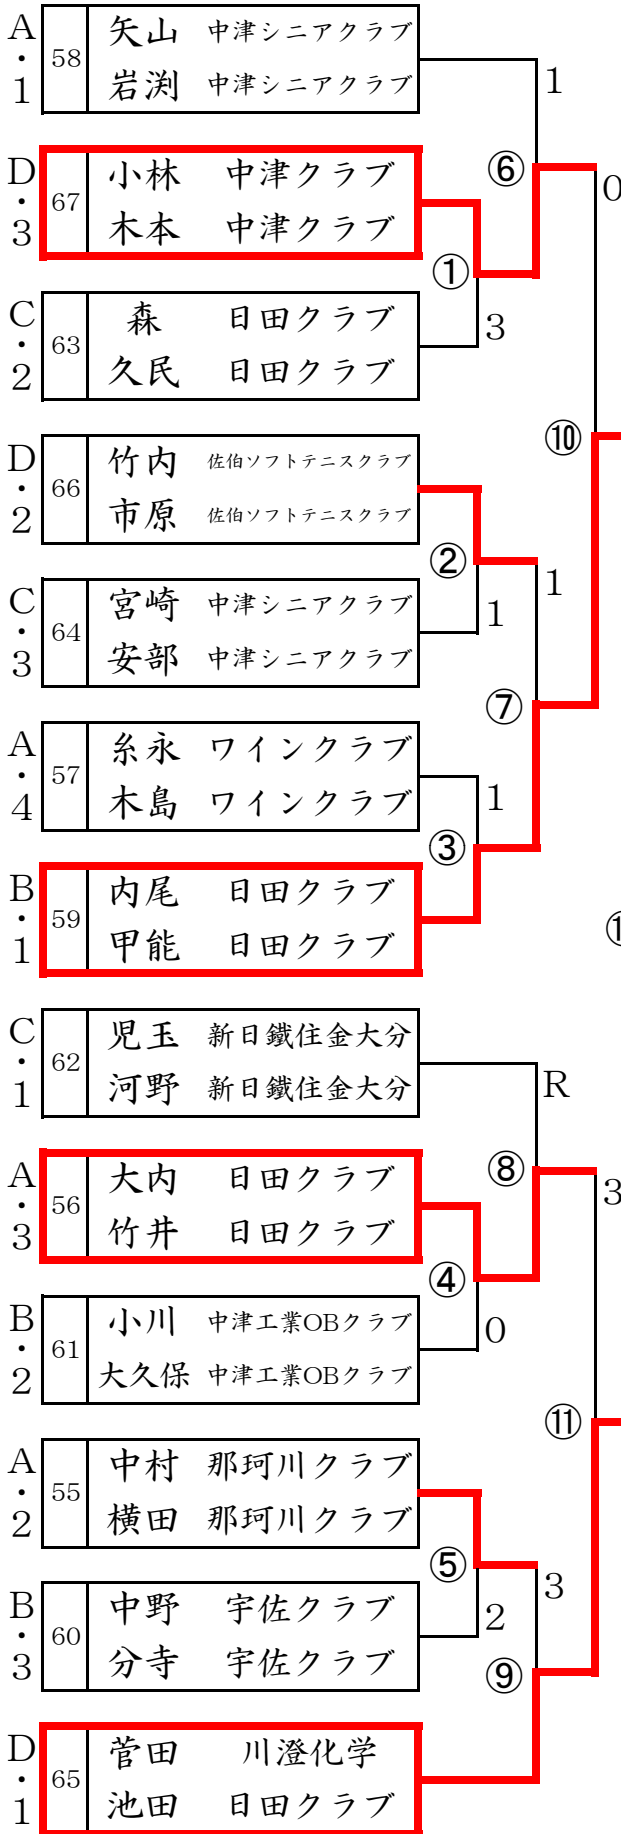 A・1 58 矢山 中津シニアクラブ
岩渕 中津シニアクラブ
1
D・3 67 小林 中津クラブ
木本 中津クラブ
⑥
0
①
C・2 63 森 日田クラブ
久民 日田クラブ
3
⑩
D・2 66 竹内 佐伯ソフトテニスクラブ
市原 佐伯ソフトテニスクラブ
②
1
C・3 64 宮崎 中津シニアクラブ
安部 中津シニアクラブ
1
⑦
A・4 57 糸永 ワインクラブ
木島 ワインクラブ
1
③
B・1 59 内尾 日田クラブ
甲能 日田クラブ
C・1 62 児玉 新日鐵住金大分
河野 新日鐵住金大分
R
A・3 56 大内 日田クラブ
竹井 日田クラブ
⑧
3
④
B・2 61 小川 中津工業OBクラブ
大久保 中津工業OBクラブ
0
⑪
A・2 55 中村 那珂川クラブ
横田 那珂川クラブ
⑤
3
B・3 60 中野 宇佐クラブ
分寺 宇佐クラブ
2
⑨
D・1 65 菅田 川澄化学
池田 日田クラブ